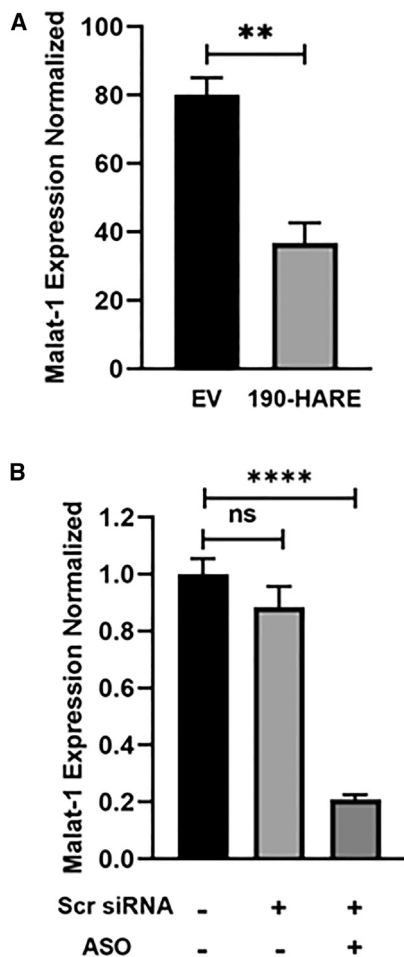 A
Malat-1 Expression Normalized
100
80
60
40
20
0
**
EV 190-HARE
B
Malat-1 Expression Normalized
****
ns
1.2
1.0
0.8
0.6
0.4
0.2
0.0
Scr siRNA - + +
ASO - - +